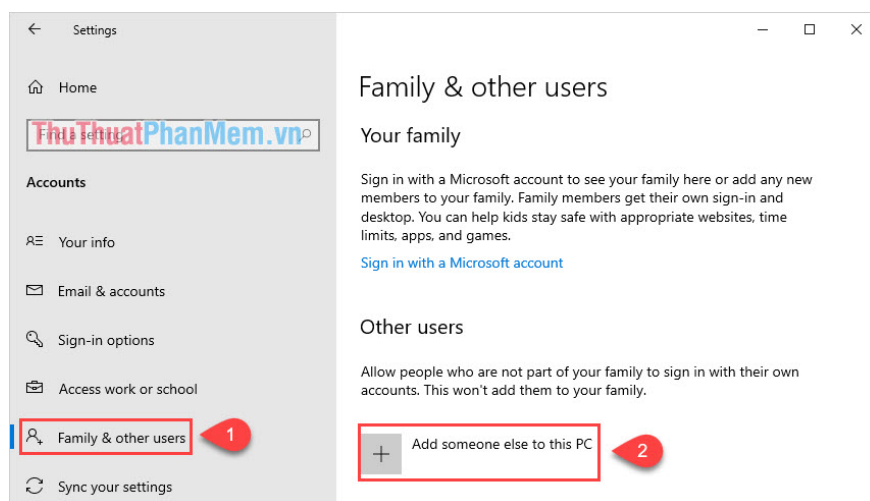 Settings
Home
Find a setting
ThuThuatPhanMem.vn
Accounts
Your info
Email & accounts
Sign-in options
Access work or school
Family & other users
1
Sync your settings
Family & other users
Your family
Sign in with a Microsoft account to see your family here or add any new
members to your family. Family members get their own sign-in and
desktop. You can help kids stay safe with appropriate websites, time
limits, apps, and games.
Sign in with a Microsoft account
Other users
Allow people who are not part of your family to sign in with their own
accounts. This won't add them to your family.
Add someone else to this PC
2